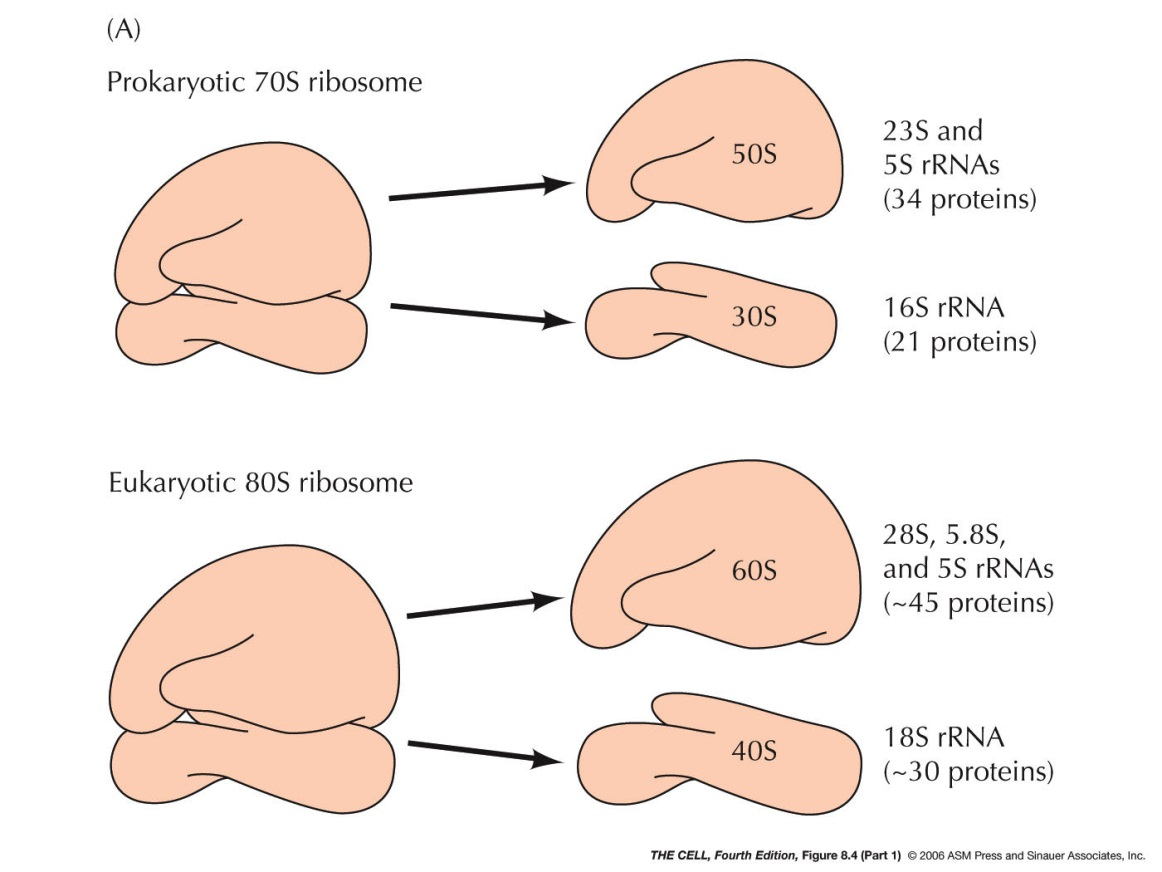 (A)
Prokaryotic 70S ribosome
50S
23S and
5S rRNAs
(34 proteins)
30S
16S rRNA
(21 proteins)
Eukaryotic 80S ribosome
60S
28S, 5.8S,
and 5S rRNAs
(~45 proteins)
40S
18S rRNA
(~30 proteins)
THE CELL, Fourth Edition, Figure 8.4 (Part 1) © 2006 ASM Press and Sinauer Associates, Inc.